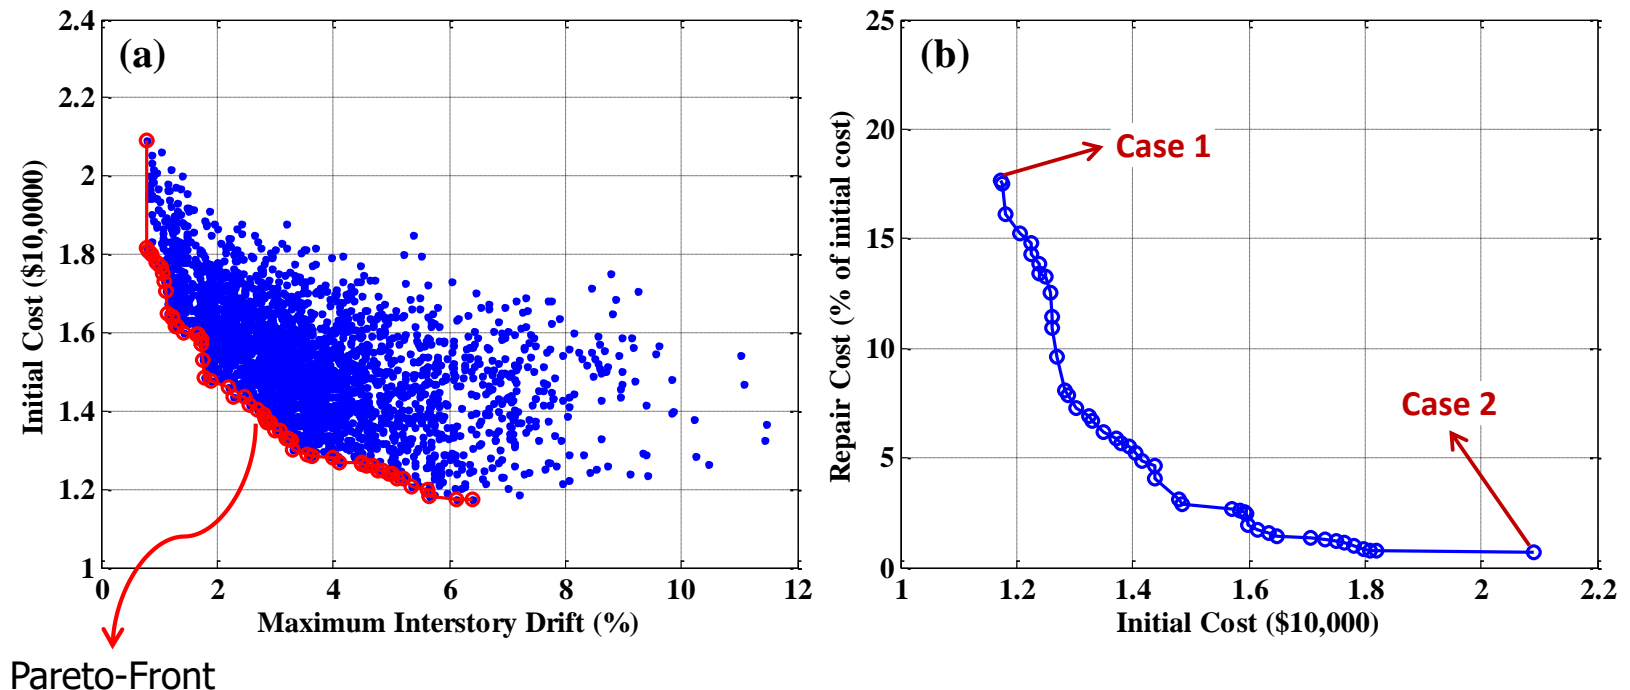 (a)
2.4
2.2
2
1.8
1.6
1.4
1.2
1
0 2 4 6 8 10 12
Initial Cost ($10,0000)
Maximum Interstory Drift (%)
Pareto-Front
(b)
25
20
15
10
5
0
1 1.2 1.4 1.6 1.8 2 2.2
Repair Cost (% of initial cost)
Initial Cost ($10,000)
Case 1
Case 2